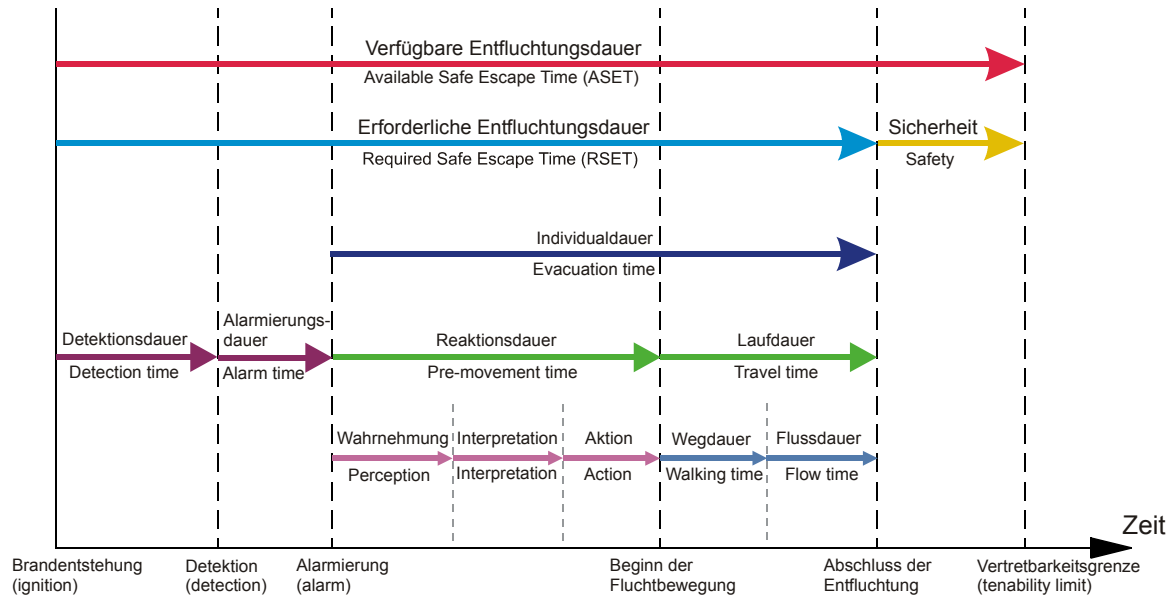 Verfügbare Entfluchtungsdauer
Available Safe Escape Time (ASET)
Erforderliche Entfluchtungsdauer
Required Safe Escape Time (RSET)
Sicherheit
Safety
Individualdauer
Evacuation time
Detektionsdauer
Detection time
Alarmierungs-
dauer
Alarm time
Reaktionsdauer
Pre-movement time
Laufdauer
Travel time
Wahrnehmung
Perception
Interpretation
Interpretation
Aktion
Action
Wegdauer
Walking time
Flussdauer
Flow time
Zeit
Brandentstehung
(ignition)
Detektion
(detection)
Alarmierung
(alarm)
Beginn der
Fluchtbewegung
Abschluss der
Entfluchtung
Vertretbarkeitsgrenze
(tenability limit)